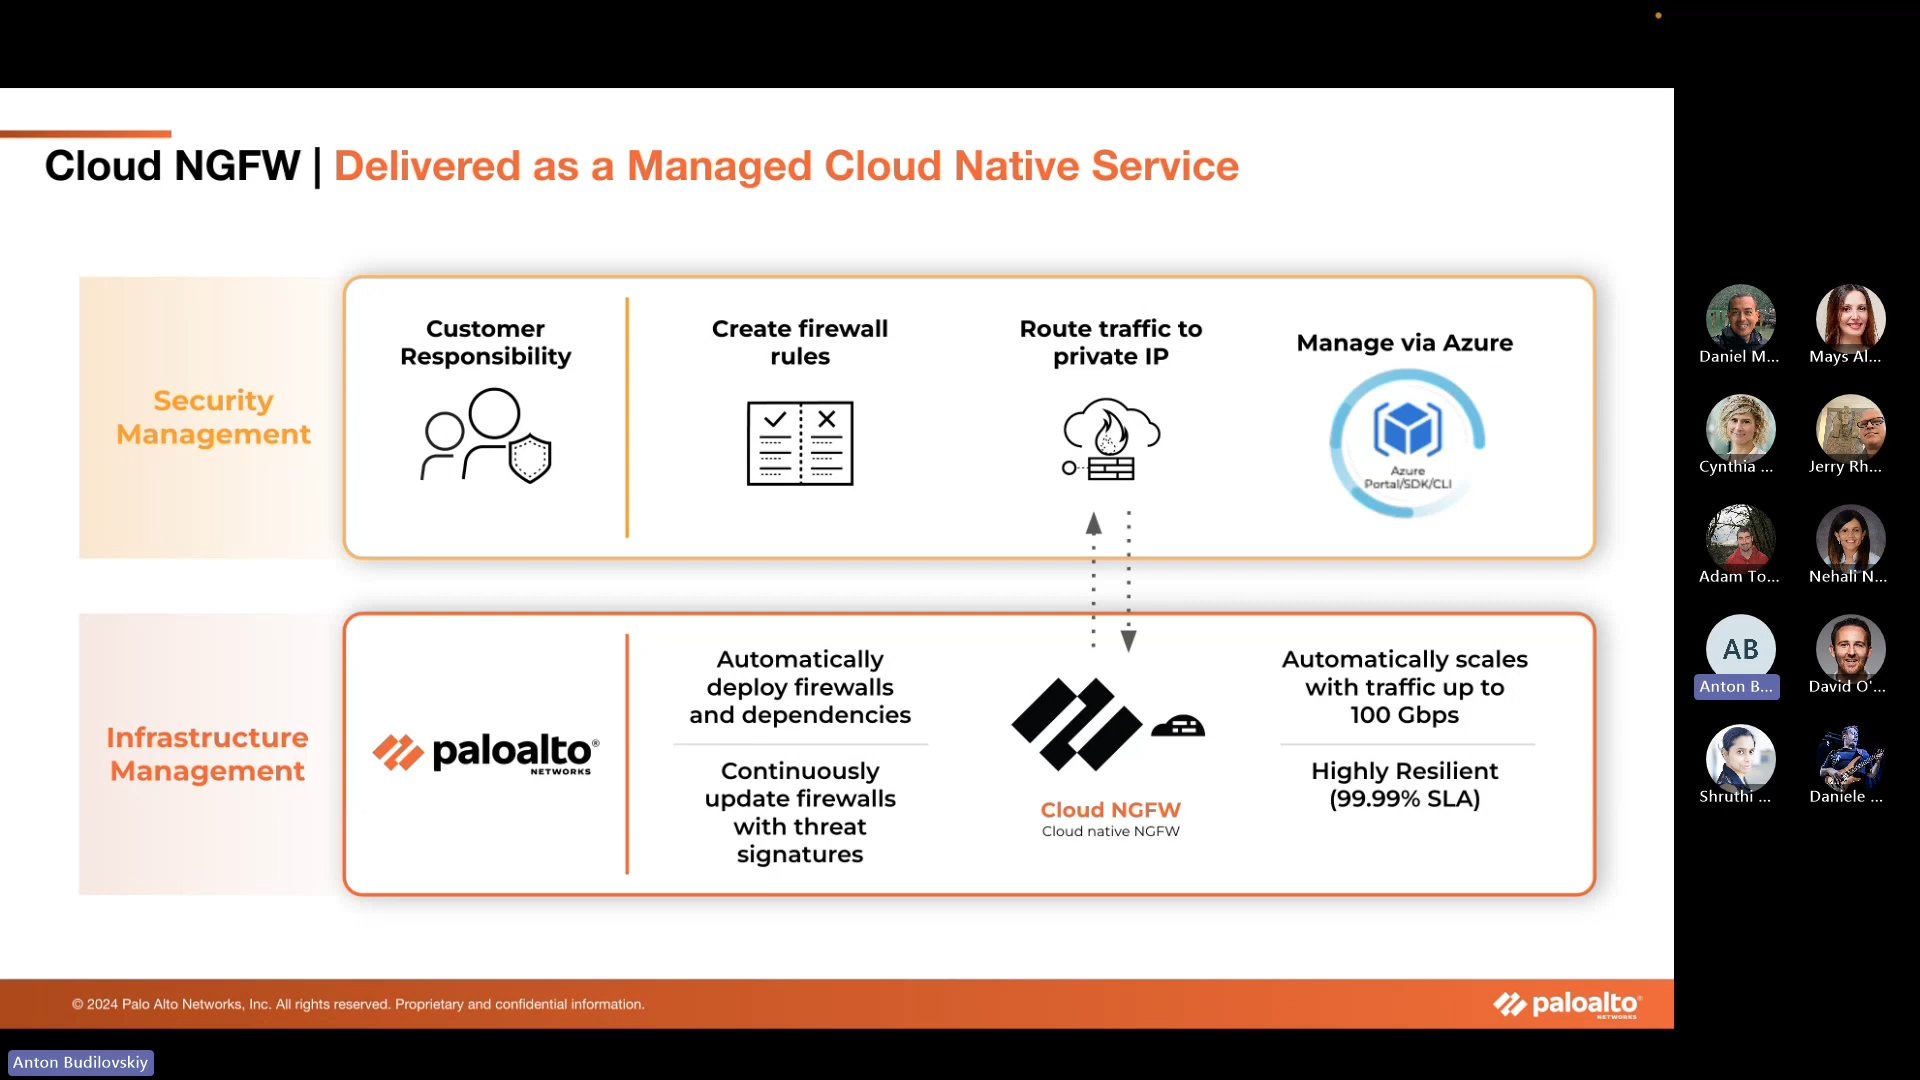 Cloud NGFW | Delivered as a Managed Cloud Native Service
Security
Management
Customer
Responsibility
Create firewall
rules
Route traffic to
private IP
Manage via Azure
Azure
Portal/SDK/CLI
Infrastructure
Management
paloalto®
NETWORKS
Automatically
deploy firewalls
and dependencies
Continuously
update firewalls
with threat
signatures
Cloud NGFW
Cloud native NGFW
Automatically scales
with traffic up to
100 Gbps
Highly Resilient
(99.99% SLA)
© 2024 Palo Alto Networks, Inc. All rights reserved. Proprietary and confidential information.
paloalto®
NETWORKS
Daniel M...
Mays Al...
Cynthia ...
Jerry Rh...
Adam To...
Nehali N...
AB
Anton B...
David O'...
Shruthi ...
Daniele ...
Anton Budilovskiy